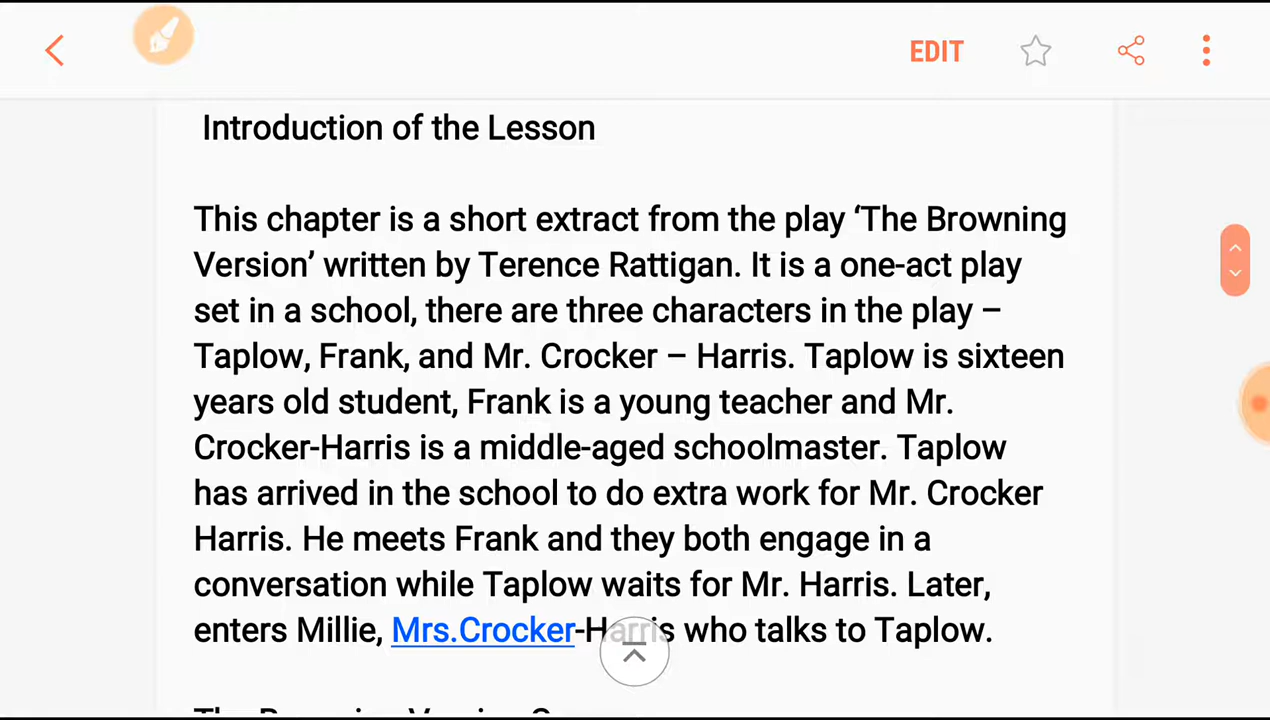 EDIT
Introduction of the Lesson
This chapter is a short extract from the play ‘The Browning
Version’ written by Terence Rattigan. It is a one-act play
set in a school, there are three characters in the play –
Taplow, Frank, and Mr. Crocker – Harris. Taplow is sixteen
years old student, Frank is a young teacher and Mr.
Crocker-Harris is a middle-aged schoolmaster. Taplow
has arrived in the school to do extra work for Mr. Crocker
Harris. He meets Frank and they both engage in a
conversation while Taplow waits for Mr. Harris. Later,
enters Millie, Mrs.Crocker-Harris who talks to Taplow.
The Browning Version